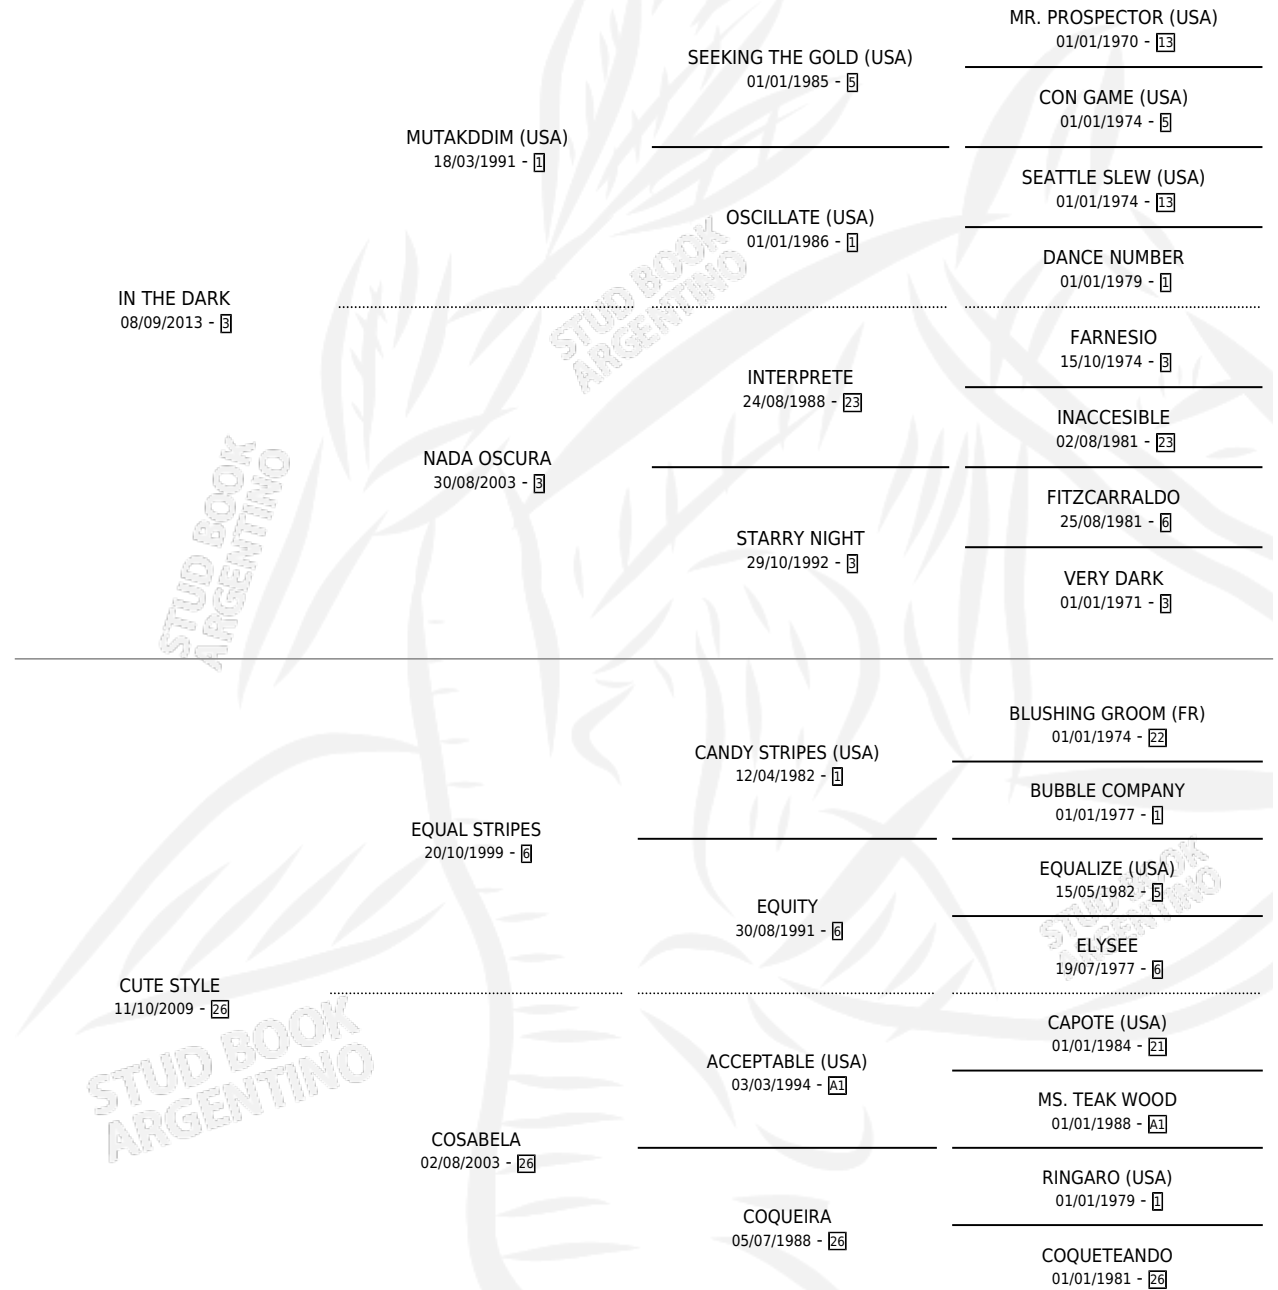 MR. PROSPECTOR (USA)
01/01/1970 - 13
SEEKING THE GOLD (USA)
01/01/1985 - 5
CON GAME (USA)
01/01/1974 - 5
MUTAKDDIM (USA)
18/03/1991 - 1
SEATTLE SLEW (USA)
01/01/1974 - 13
OSCILLATE (USA)
01/01/1986 - 1
DANCE NUMBER
01/01/1979 - 1
IN THE DARK
08/09/2013 - 3
FARNESIO
15/10/1974 - 3
INTERPRETE
24/08/1988 - 23
INACCESIBLE
02/08/1981 - 23
NADA OSCURA
30/08/2003 - 3
FITZCARRALDO
25/08/1981 - 6
STARRY NIGHT
29/10/1992 - 3
VERY DARK
01/01/1971 - 3
BLUSHING GROOM (FR)
01/01/1974 - 22
CANDY STRIPES (USA)
12/04/1982 - 1
BUBBLE COMPANY
01/01/1977 - 1
EQUAL STRIPES
20/10/1999 - 6
EQUALIZE (USA)
15/05/1982 - 5
EQUITY
30/08/1991 - 6
ELYSEE
19/07/1977 - 6
CUTE STYLE
11/10/2009 - 26
CAPOTE (USA)
01/01/1984 - 21
ACCEPTABLE (USA)
03/03/1994 - A1
MS. TEAK WOOD
01/01/1988 - A1
COSABELA
02/08/2003 - 26
RINGARO (USA)
01/01/1979 - 1
COQUEIRA
05/07/1988 - 26
COQUETEANDO
01/01/1981 - 26
STUD BOOK
ARGENTINO
STUD BOOK
ARGENTINO
STUD BOOK
ARGENTINO
STUD BOOK
ARGENTINO